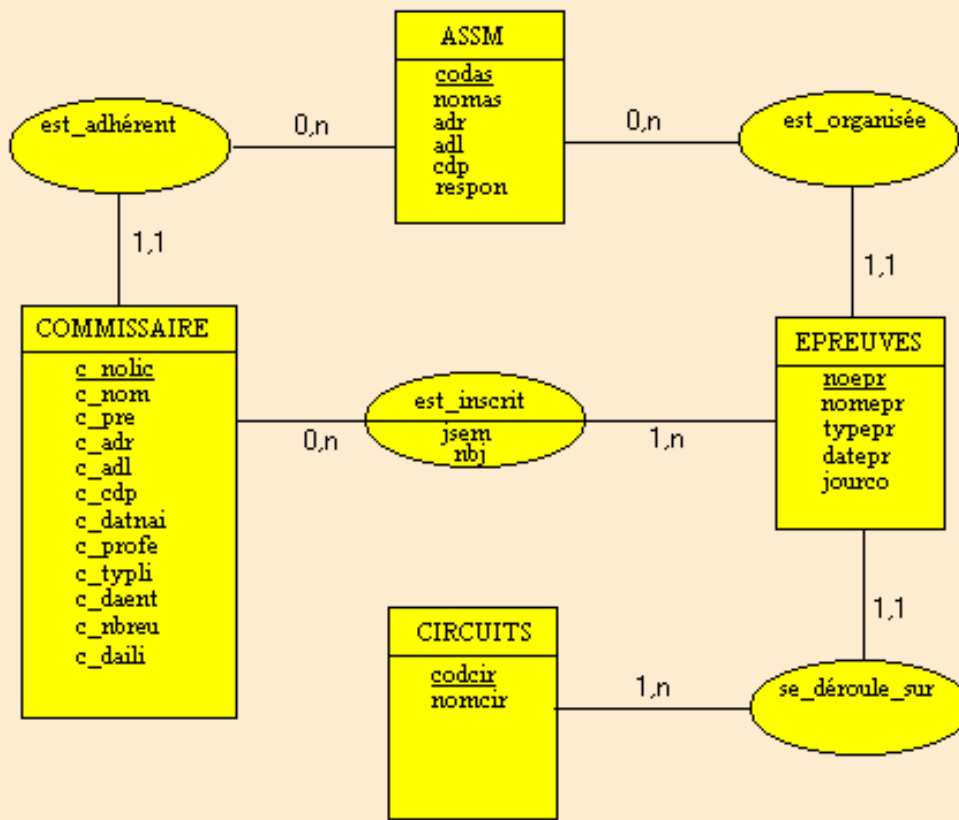 ASSM
codas
nomas
adr
adl
cdp
respon
est_adhérent
0,n
0,n
est_organisée
1,1
1,1
COMMISSAIRE
c_nolic
c_nom
c_pre
c_adr
c_adl
c_cdp
c_datnai
c_profe
c_typli
c_daent
c_nbreu
c_daili
est_inscrit
jsem
nbj
0,n
1,n
EPREUVES
noepr
nomepr
typepr
datepr
jourco
1,1
CIRCUITS
codcir
nomcir
1,n
se_déroule_sur